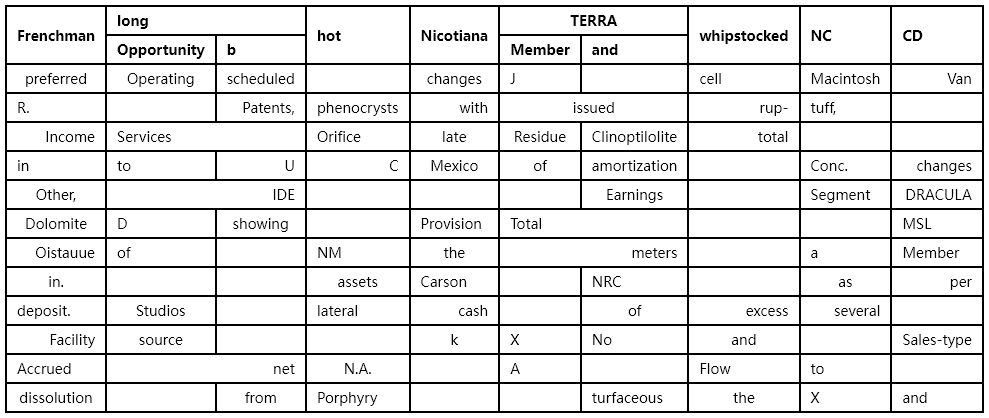 Frenchman long hot Nicotiana TERRA whipstocked NC CD
Opportunity b Member and
preferred Operating scheduled changes J cell Macintosh Van
R. Patents, phenocrysts with issued rup- tuff,
Income Services Orifice late Residue Clinoptilolite total
in to U C Mexico of amortization Conc. changes
Other, IDE Earnings Segment DRACULA
Dolomite D showing Provision Total MSL
Oistauue of NM the meters a Member
in. assets Carson NRC as per
deposit. Studios lateral cash of excess several
Facility source k X No and Sales-type
Accrued net N.A. A Flow to
dissolution from Porphyry turfaceous the X and